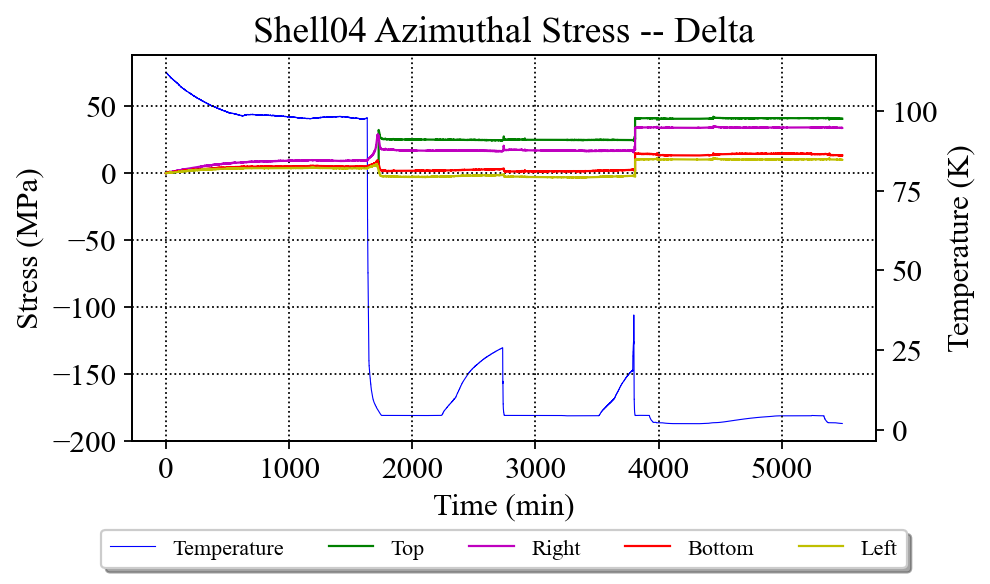 Shell04 Azimuthal Stress -- Delta
50
0
−50
−100
−150
−200
Stress (MPa)
100
75
50
25
0
Temperature (K)
0 1000 2000 3000 4000 5000
Time (min)
Temperature Top Right Bottom Left